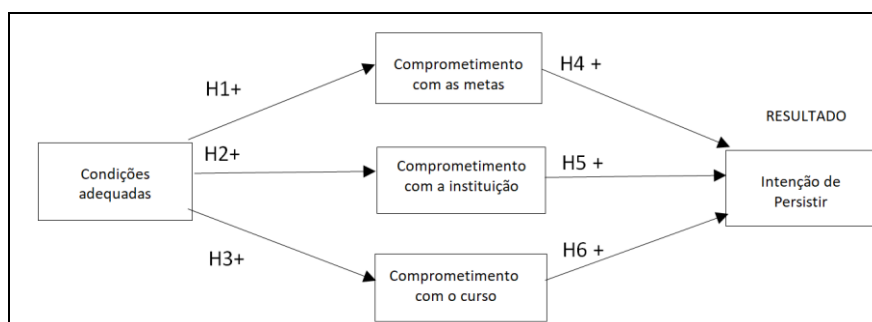 Comprometimento
com as metas
H4 +
H1+
RESULTADO
H2+
Condições
adequadas
Comprometimento
com a instituição
H5 +
Intenção de
Persistir
H3+
H6 +
Comprometimento
com o curso